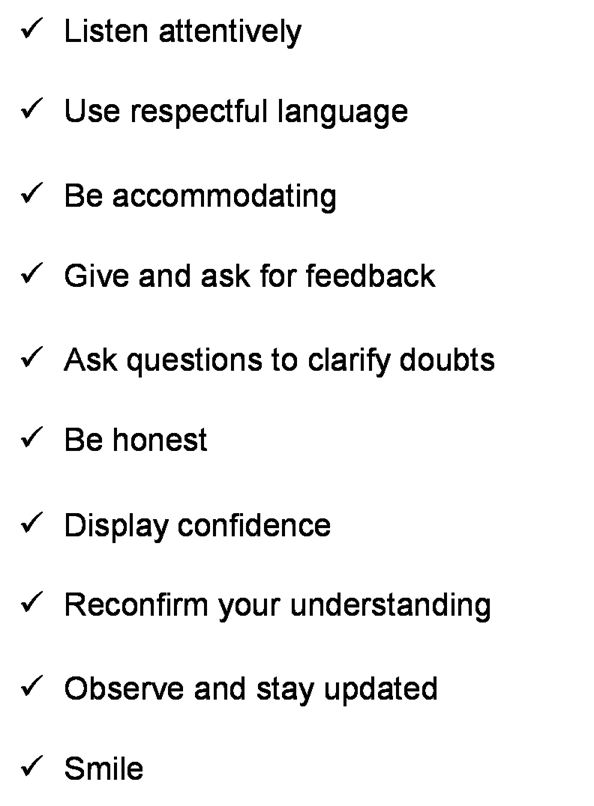 ✓ Listen attentively
✓ Use respectful language
✓ Be accommodating
✓ Give and ask for feedback
✓ Ask questions to clarify doubts
✓ Be honest
✓ Display confidence
✓ Reconfirm your understanding
✓ Observe and stay updated
✓ Smile